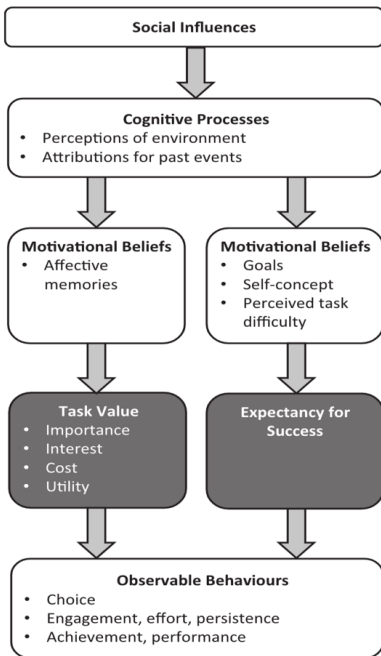 Social Influences
Cognitive Processes
• Perceptions of environment
• Attributions for past events
Motivational Beliefs
• Affective
memories
Motivational Beliefs
• Goals
• Self-concept
• Perceived task
difficulty
Task Value
• Importance
• Interest
• Cost
• Utility
Expectancy for
Success
Observable Behaviours
• Choice
• Engagement, effort, persistence
• Achievement, performance